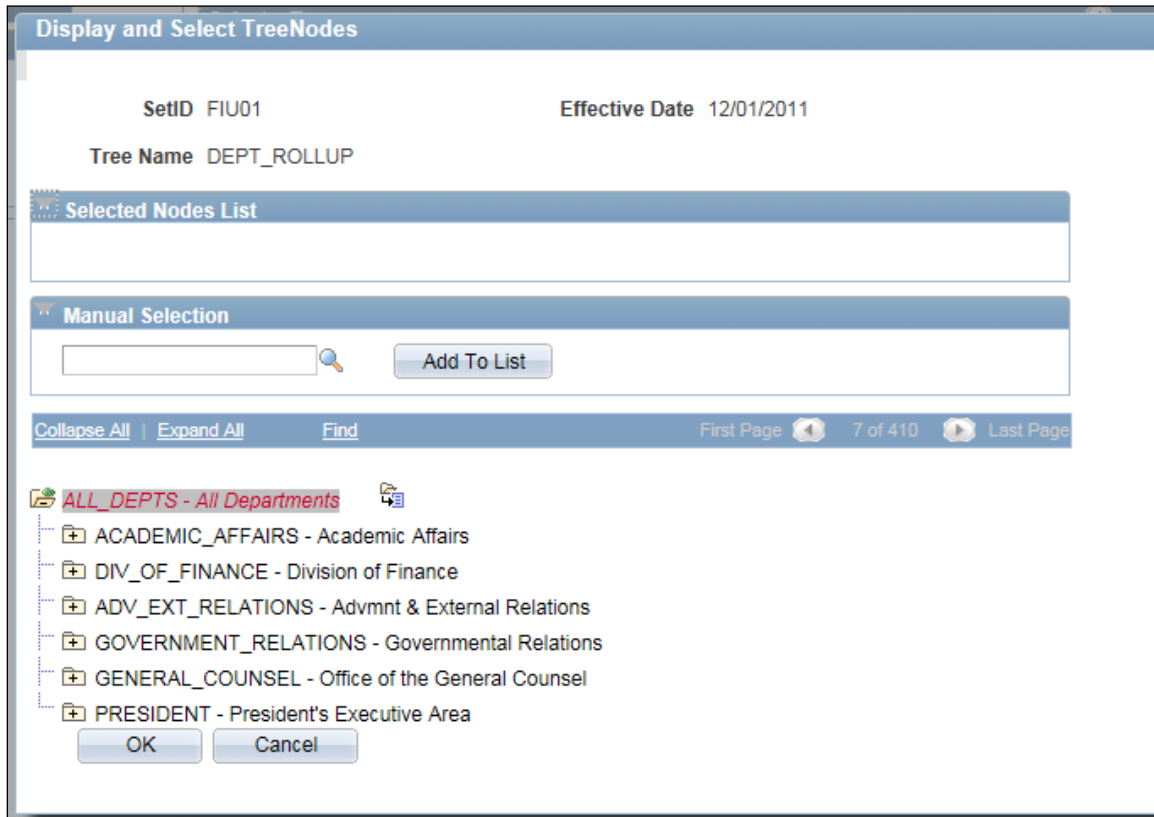 Display and Select TreeNodes
SetID FIU01 Effective Date 12/01/2011
Tree Name DEPT_ROLLUP
Selected Nodes List
Manual Selection
Add To List
Collapse All | Expand All Find First Page 7 of 410 Last Page
ALL_DEPTS - All Departments
ACADEMIC_AFFAIRS - Academic Affairs
DIV_OF_FINANCE - Division of Finance
ADV_EXT_RELATIONS - Advmnt & External Relations
GOVERNMENT_RELATIONS - Governmental Relations
GENERAL_COUNSEL - Office of the General Counsel
PRESIDENT - President's Executive Area
OK Cancel